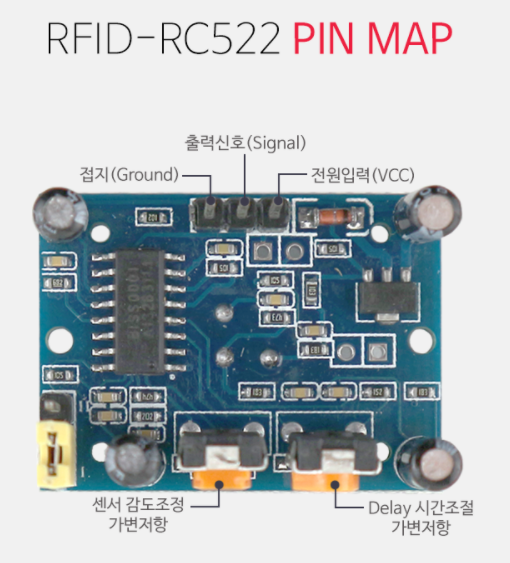 RFID-RC522 PIN MAP
출력신호(Signal)
접지(Ground)
전원입력(VCC)
센서 감도조정
가변저항
Delay 시간조절
가변저항